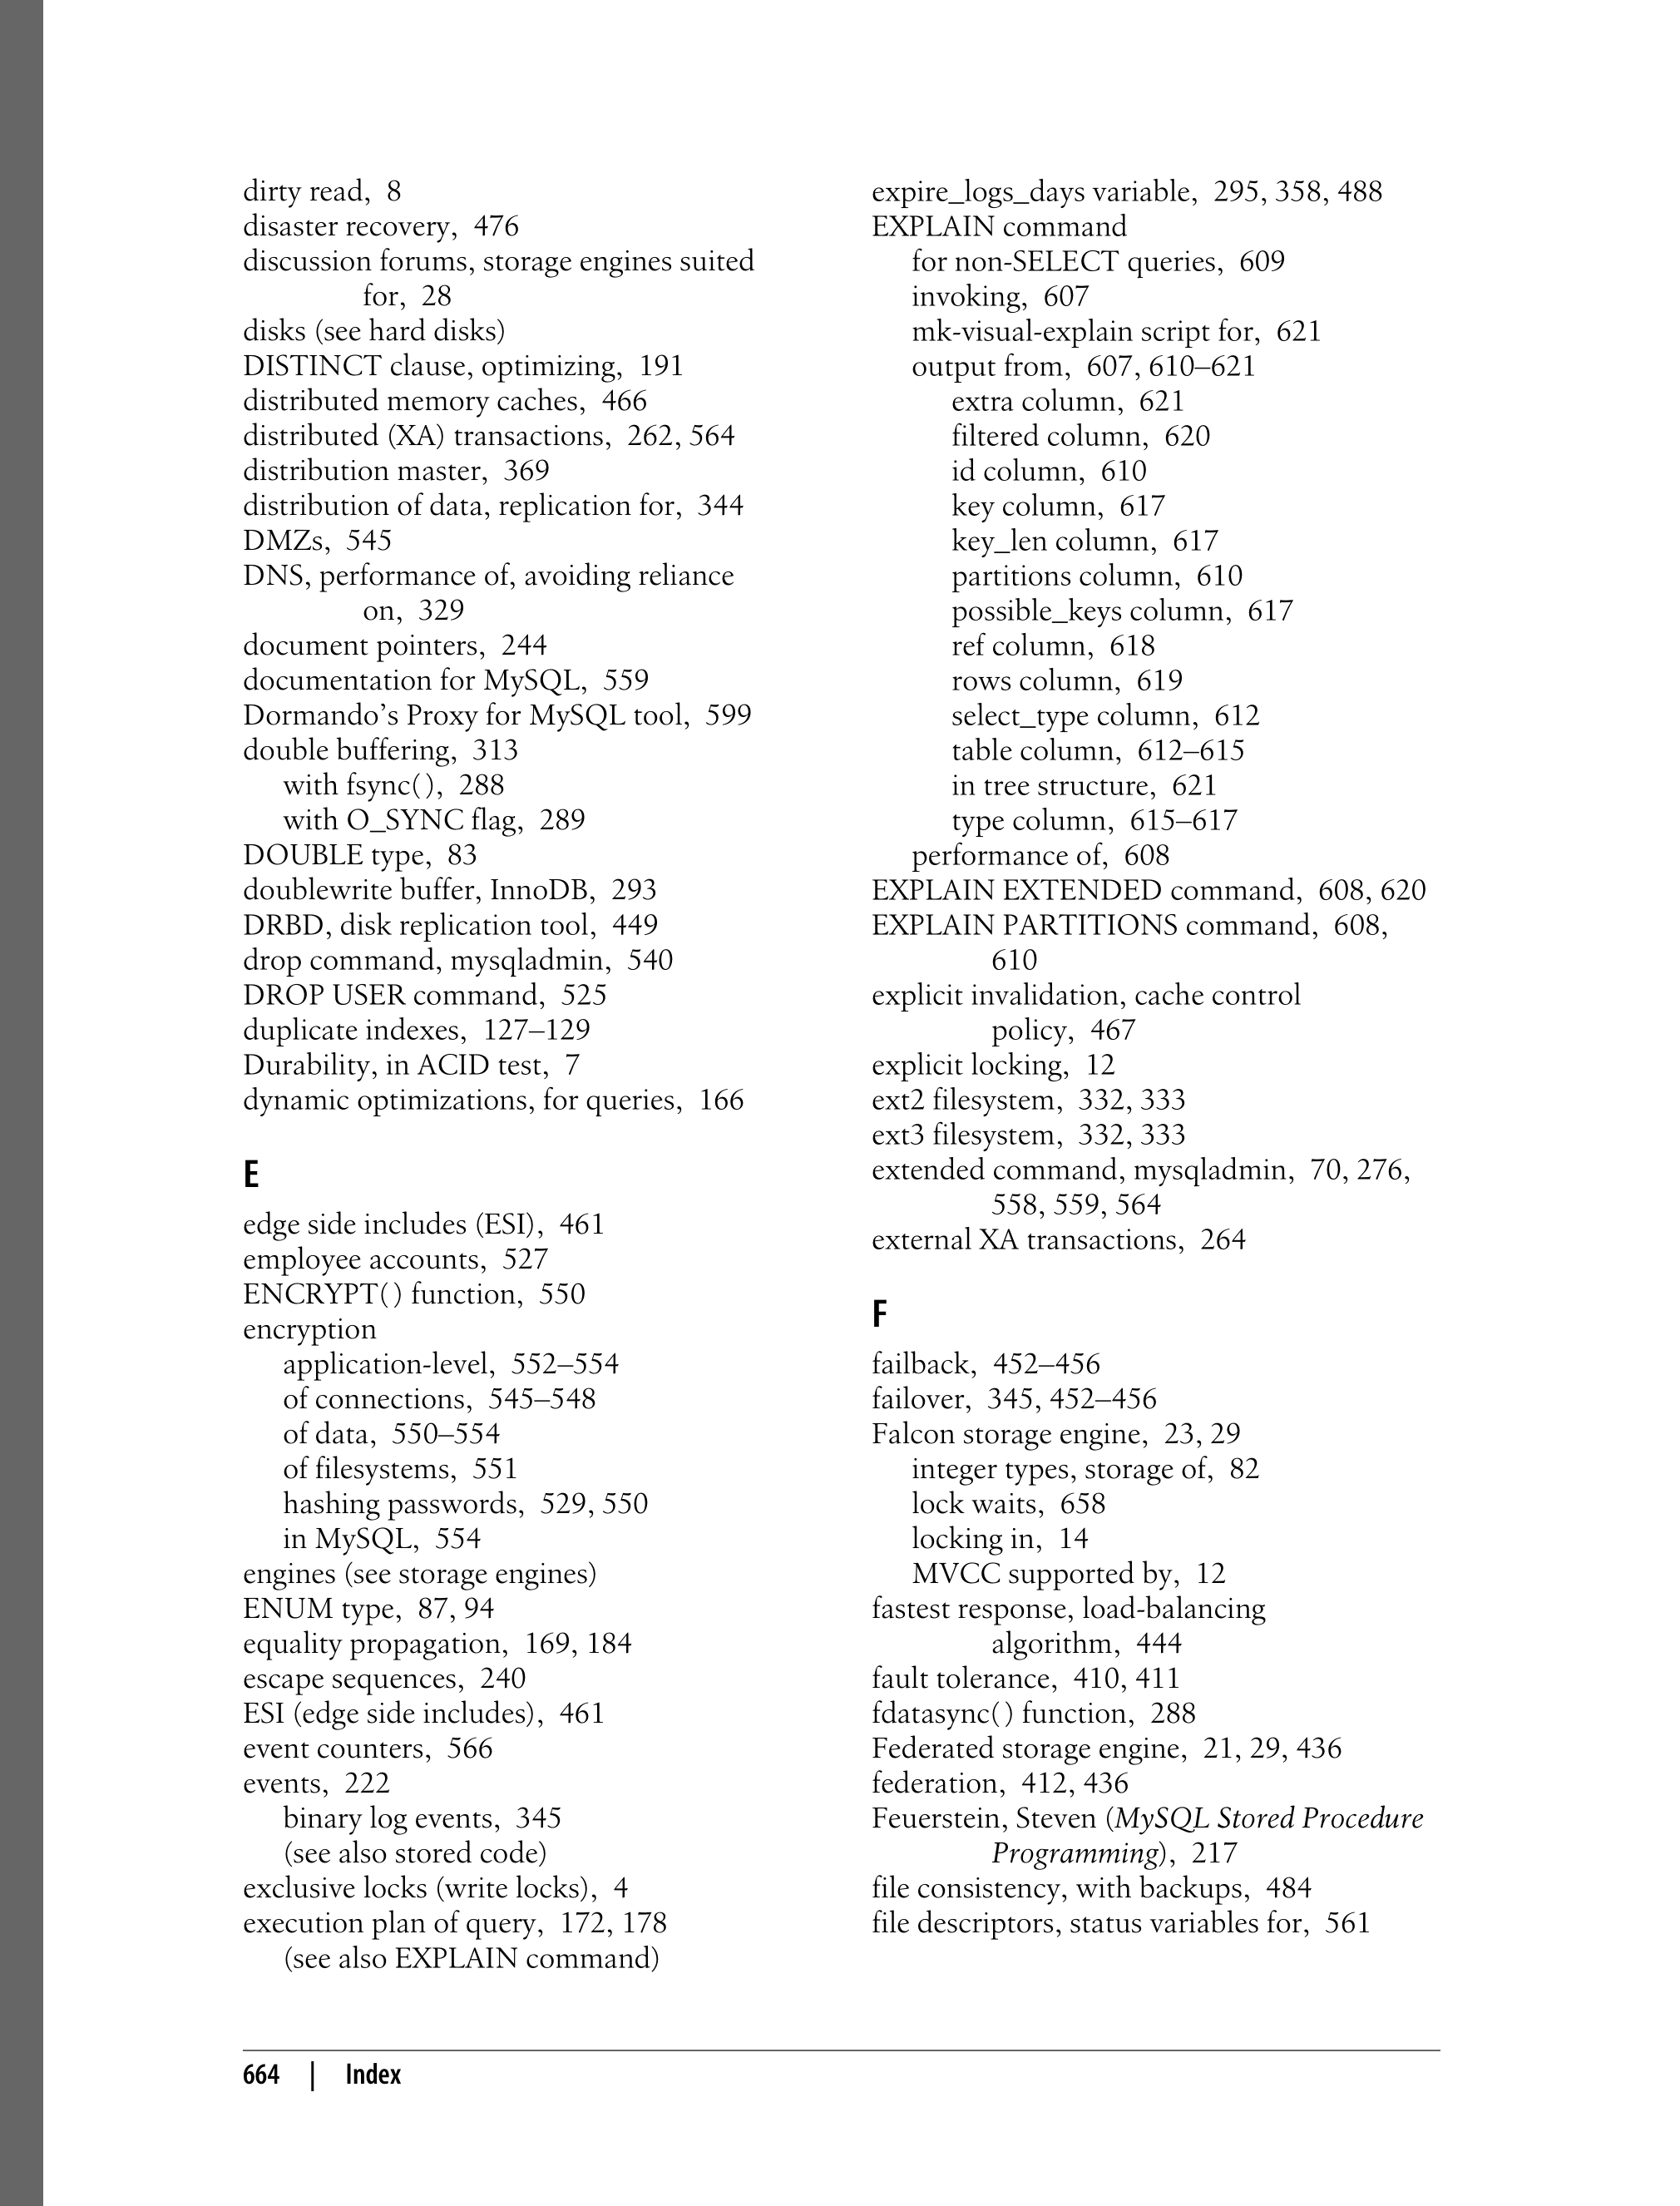 dirty read, 8
disaster recovery, 476
discussion forums, storage engines suited
for, 28
disks (see hard disks)
DISTINCT clause, optimizing, 191
distributed memory caches, 466
distributed (XA) transactions, 262, 564
distribution master, 369
distribution of data, replication for, 344
DMZs, 545
DNS, performance of, avoiding reliance
on, 329
document pointers, 244
documentation for MySQL, 559
Dormando’s Proxy for MySQL tool, 599
double buffering, 313
with fsync(), 288
with O_SYNC flag, 289
DOUBLE type, 83
doublewrite buffer, InnoDB, 293
DRBD, disk replication tool, 449
drop command, mysqladmin, 540
DROP USER command, 525
duplicate indexes, 127–129
Durability, in ACID test, 7
dynamic optimizations, for queries, 166
E
edge side includes (ESI), 461
employee accounts, 527
ENCRYPT() function, 550
encryption
application-level, 552–554
of connections, 545–548
of data, 550–554
of filesystems, 551
hashing passwords, 529, 550
in MySQL, 554
engines (see storage engines)
ENUM type, 87, 94
equality propagation, 169, 184
escape sequences, 240
ESI (edge side includes), 461
event counters, 566
events, 222
binary log events, 345
(see also stored code)
exclusive locks (write locks), 4
execution plan of query, 172, 178
(see also EXPLAIN command)
expire_logs_days variable, 295, 358, 488
EXPLAIN command
for non-SELECT queries, 609
invoking, 607
mk-visual-explain script for, 621
output from, 607, 610–621
extra column, 621
filtered column, 620
id column, 610
key column, 617
key_len column, 617
partitions column, 610
possible_keys column, 617
ref column, 618
rows column, 619
select_type column, 612
table column, 612–615
in tree structure, 621
type column, 615–617
performance of, 608
EXPLAIN EXTENDED command, 608, 620
EXPLAIN PARTITIONS command, 608,
610
explicit invalidation, cache control
policy, 467
explicit locking, 12
ext2 filesystem, 332, 333
ext3 filesystem, 332, 333
extended command, mysqladmin, 70, 276,
558, 559, 564
external XA transactions, 264
F
failback, 452–456
failover, 345, 452–456
Falcon storage engine, 23, 29
integer types, storage of, 82
lock waits, 658
locking in, 14
MVCC supported by, 12
fastest response, load-balancing
algorithm, 444
fault tolerance, 410, 411
fdatasync() function, 288
Federated storage engine, 21, 29, 436
federation, 412, 436
Feuerstein, Steven (MySQL Stored Procedure
Programming), 217
file consistency, with backups, 484
file descriptors, status variables for, 561
664 | Index